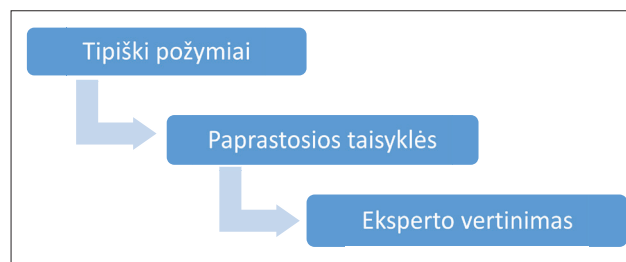 Tipiški požymiai
Paprastosios taisyklės
Eksperto vertinimas